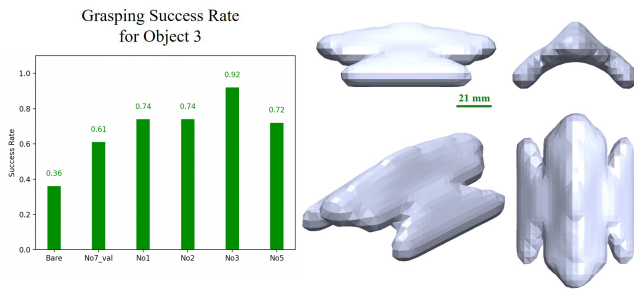 Grasping Success Rate
for Object 3
Success Rate
1.0
0.8
0.6
0.4
0.2
0.0
0.36
0.61
0.74
0.74
0.92
0.72
Bare No7_val No1 No2 No3 No5
21 mm